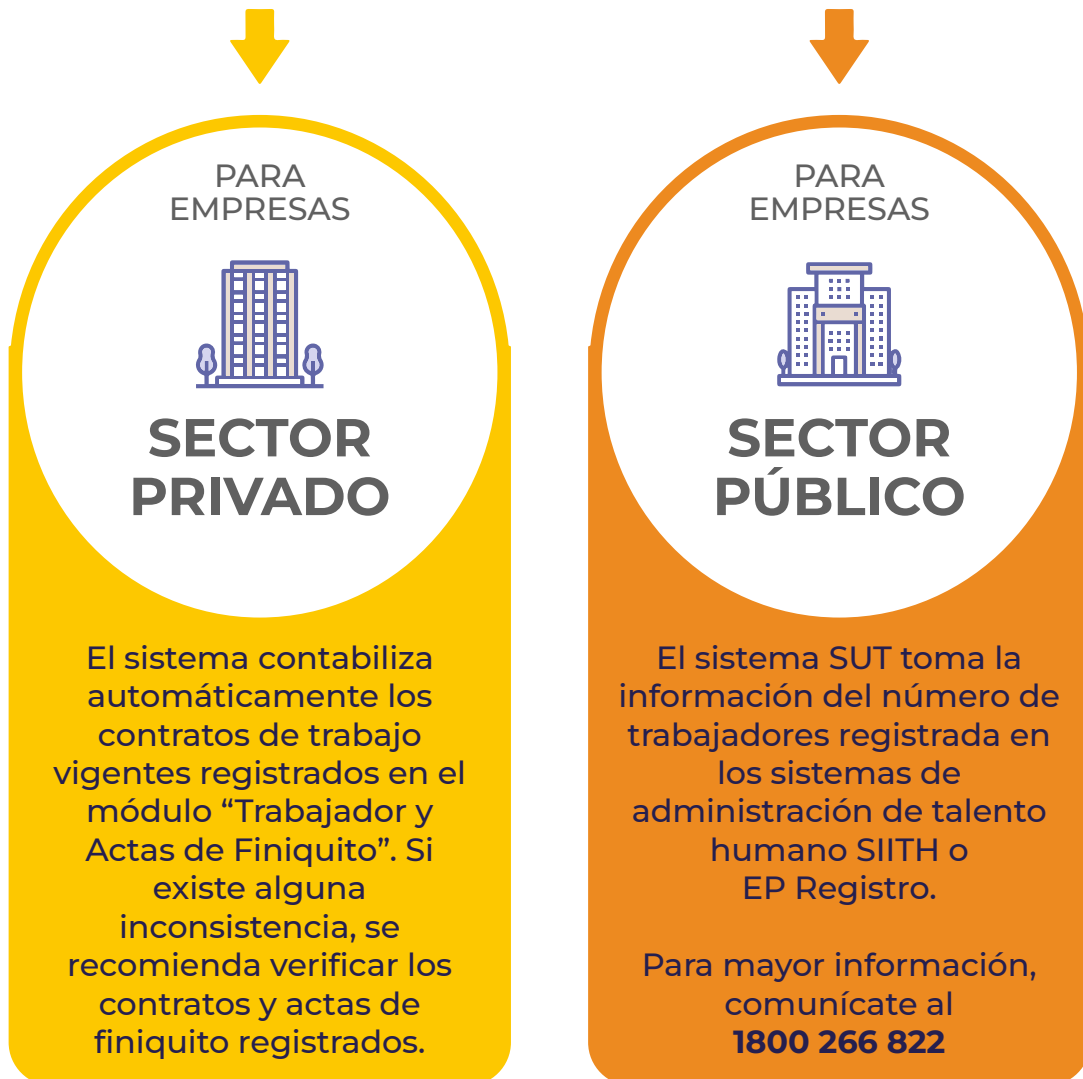 PARA
EMPRESAS
SECTOR
PRIVADO
El sistema contabiliza
automáticamente los
contratos de trabajo
vigentes registrados en el
módulo “Trabajador y
Actas de Finiquito”. Si
existe alguna
inconsistencia, se
recomienda verificar los
contratos y actas de
finiquito registrados.
PARA
EMPRESAS
SECTOR
PÚBLICO
El sistema SUT toma la
información del número de
trabajadores registrada en
los sistemas de
administración de talento
humano SIITH o
EP Registro.
Para mayor información,
comunícate al
1800 266 822